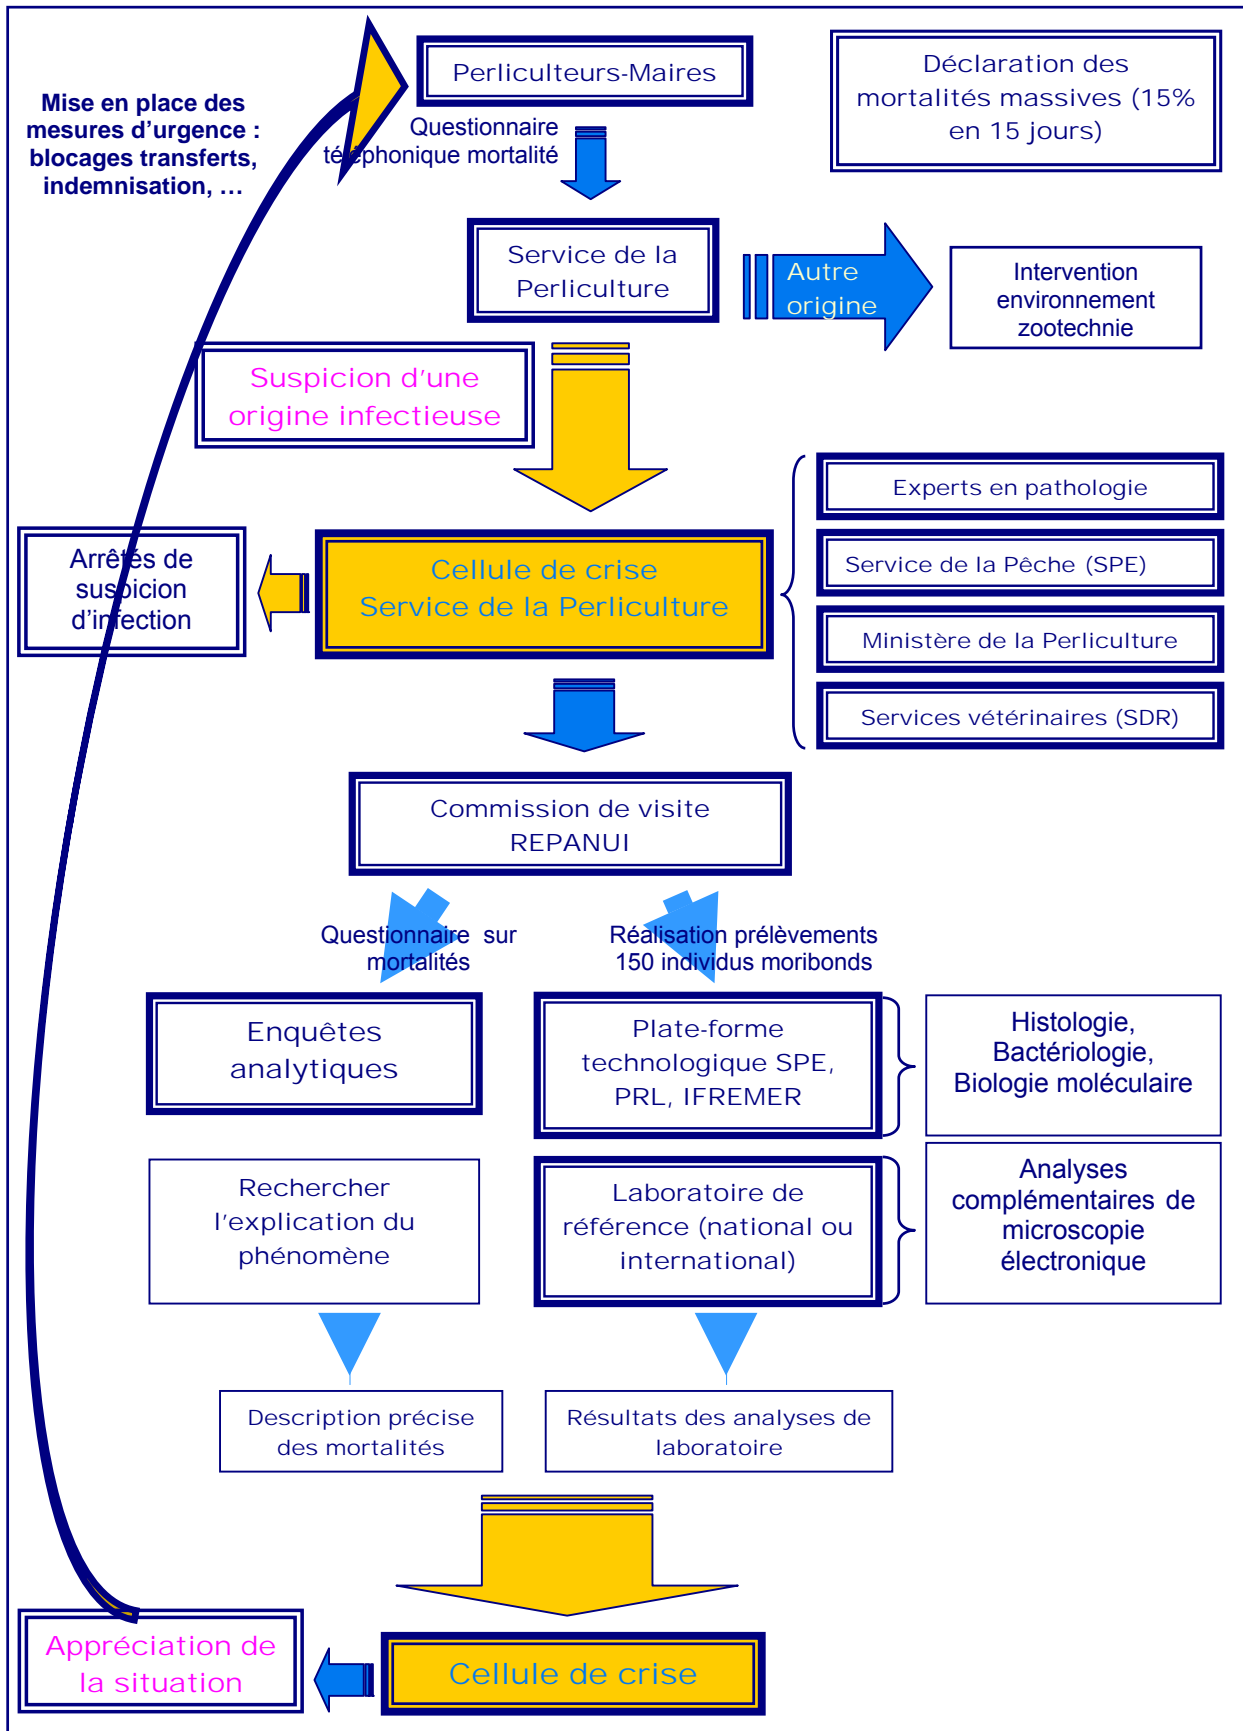 Perliculteurs-Maires
Déclaration des
mortalités massives (15%
en 15 jours)
Mise en place des
mesures d’urgence :
blocages transferts,
indemnisation, …
Questionnaire
téléphonique mortalité
Service de la
Perliculture
Autre
origine
Intervention
environnement
zootechnie
Suspicion d’une
origine infectieuse
Experts en pathologie
Service de la Pêche (SPE)
Ministère de la Perliculture
Services vétérinaires (SDR)
Arrêtés de
suspicion
d’infection
Cellule de crise
Service de la Perliculture
Commission de visite
REPANUI
Questionnaire sur
mortalités
Réalisation prélèvements
150 individus moribonds
Enquêtes
analytiques
Plate-forme
technologique SPE,
PRL, IFREMER
Histologie,
Bactériologie,
Biologie moléculaire
Rechercher
l’explication du
phénomène
Laboratoire de
référence (national ou
international)
Analyses
complémentaires de
microscopie
électronique
Description précise
des mortalités
Résultats des analyses de
laboratoire
Appréciation de
la situation
Cellule de crise